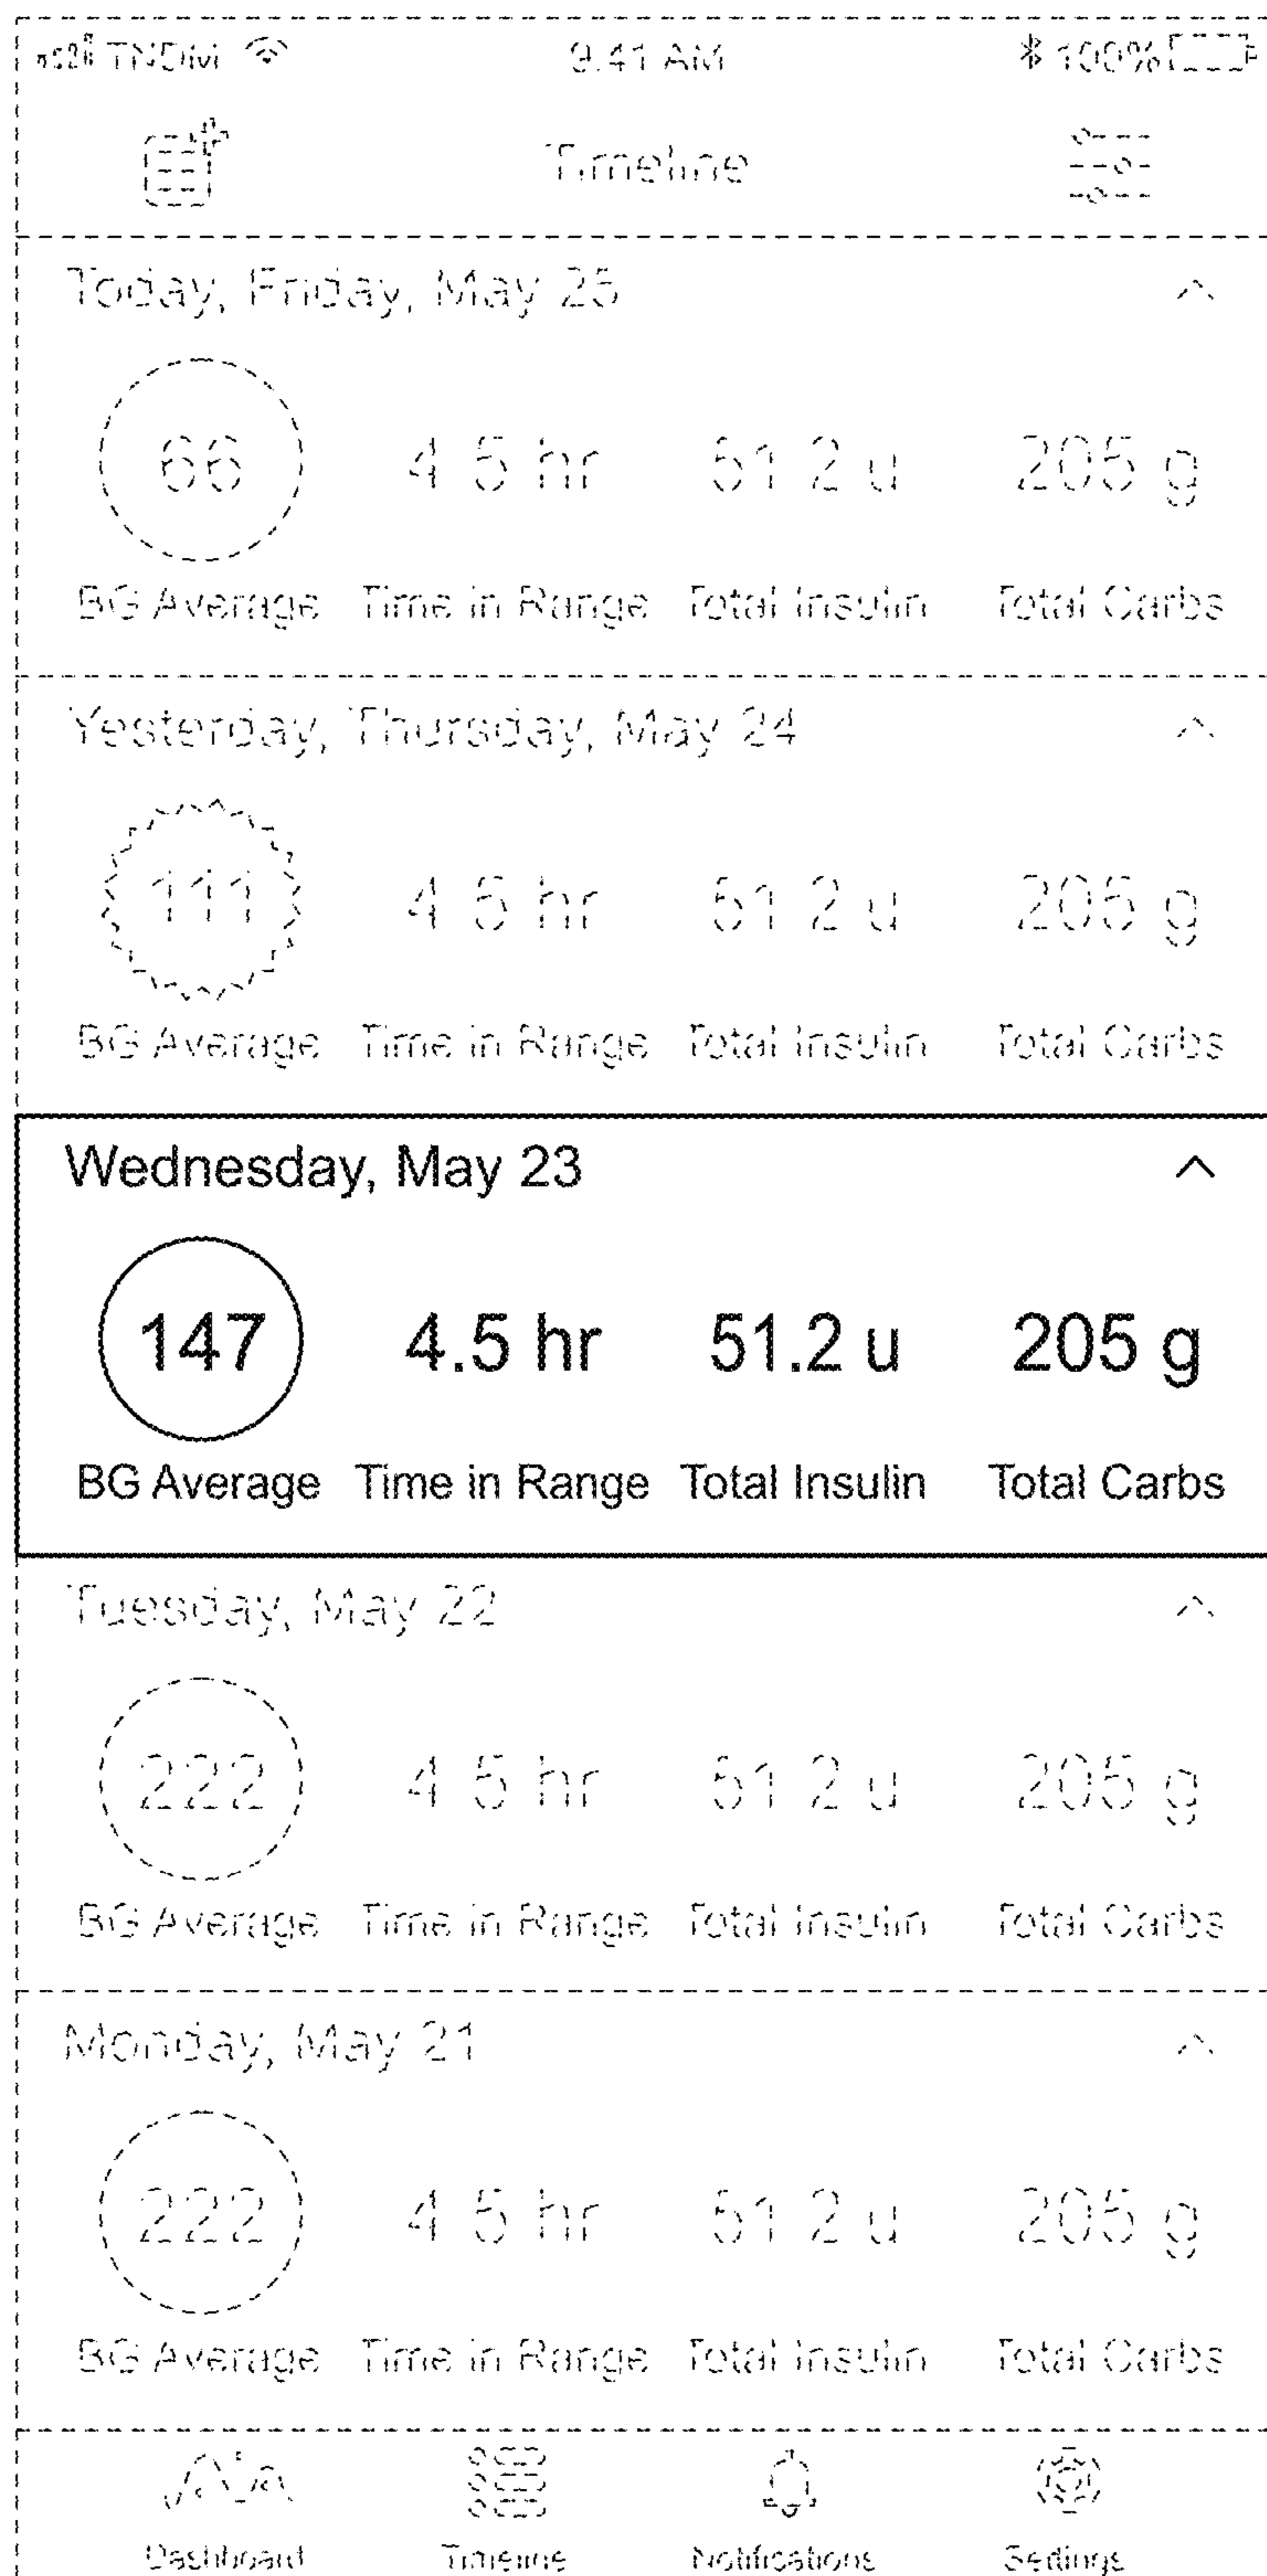 TNDM 9:41 AM 100%
Timeline
Today, Friday, May 25
66 4.5 hr 51.2 u 205 g
BG Average Time in Range Total Insulin Total Carbs
Yesterday, Thursday, May 24
111 4.5 hr 51.2 u 205 g
BG Average Time in Range Total Insulin Total Carbs
Wednesday, May 23
147 4.5 hr 51.2 u 205 g
BG Average Time in Range Total Insulin Total Carbs
Tuesday, May 22
222 4.5 hr 51.2 u 205 g
BG Average Time in Range Total Insulin Total Carbs
Monday, May 21
222 4.5 hr 51.2 u 205 g
BG Average Time in Range Total Insulin Total Carbs
Dashboard Timeline Notifications Settings